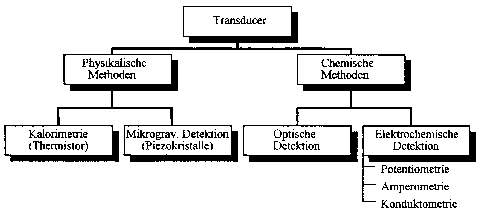 Transducer
Physikalische
Methoden
Chemische
Methoden
Kalorimetrie
(Thermistor)
Mikrograv. Detektion
(Piezokristalle)
Optische
Detektion
Elektrochemische
Detektion
Potentiometrie
Amperometrie
Konduktometrie